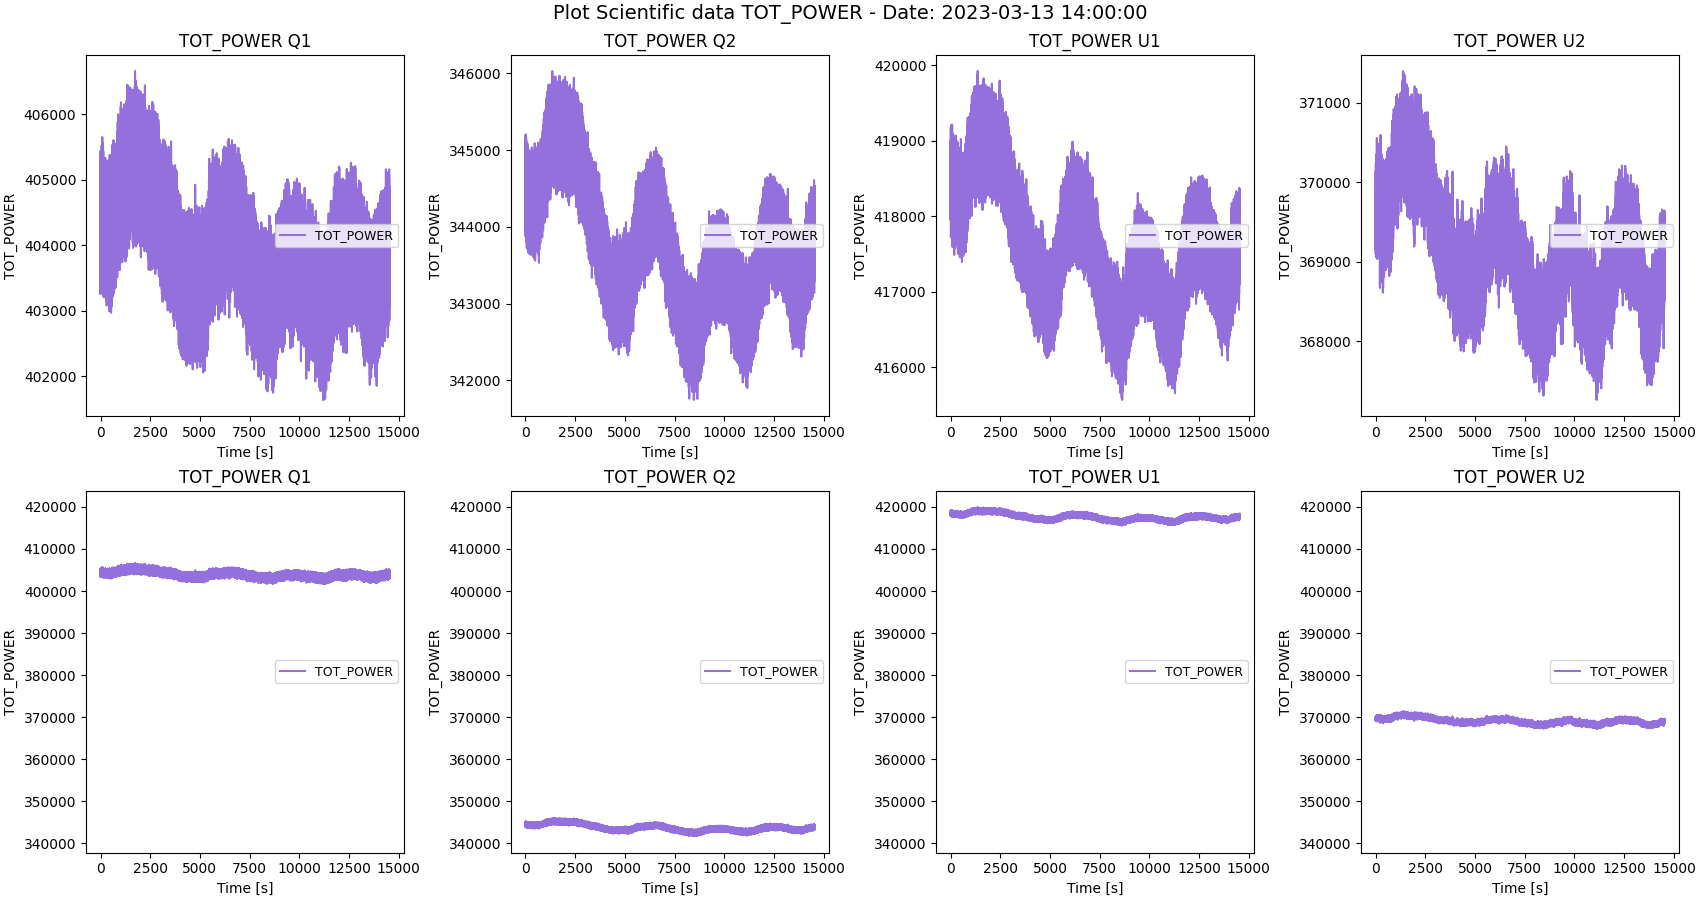 Plot Scientific data TOT_POWER - Date: 2023-03-13 14:00:00
TOT_POWER Q1
TOT_POWER
406000
405000
404000
403000
402000
TOT_POWER
0 2500 5000 7500 10000 12500 15000
Time [s]
TOT_POWER Q2
TOT_POWER
346000
345000
344000
343000
342000
TOT_POWER
0 2500 5000 7500 10000 12500 15000
Time [s]
TOT_POWER U1
TOT_POWER
420000
419000
418000
417000
416000
TOT_POWER
0 2500 5000 7500 10000 12500 15000
Time [s]
TOT_POWER U2
TOT_POWER
371000
370000
369000
368000
TOT_POWER
0 2500 5000 7500 10000 12500 15000
Time [s]
TOT_POWER Q1
TOT_POWER
420000
410000
400000
390000
380000
370000
360000
350000
340000
TOT_POWER
0 2500 5000 7500 10000 12500 15000
Time [s]
TOT_POWER Q2
TOT_POWER
420000
410000
400000
390000
380000
370000
360000
350000
340000
TOT_POWER
0 2500 5000 7500 10000 12500 15000
Time [s]
TOT_POWER U1
TOT_POWER
420000
410000
400000
390000
380000
370000
360000
350000
340000
TOT_POWER
0 2500 5000 7500 10000 12500 15000
Time [s]
TOT_POWER U2
TOT_POWER
420000
410000
400000
390000
380000
370000
360000
350000
340000
TOT_POWER
0 2500 5000 7500 10000 12500 15000
Time [s]